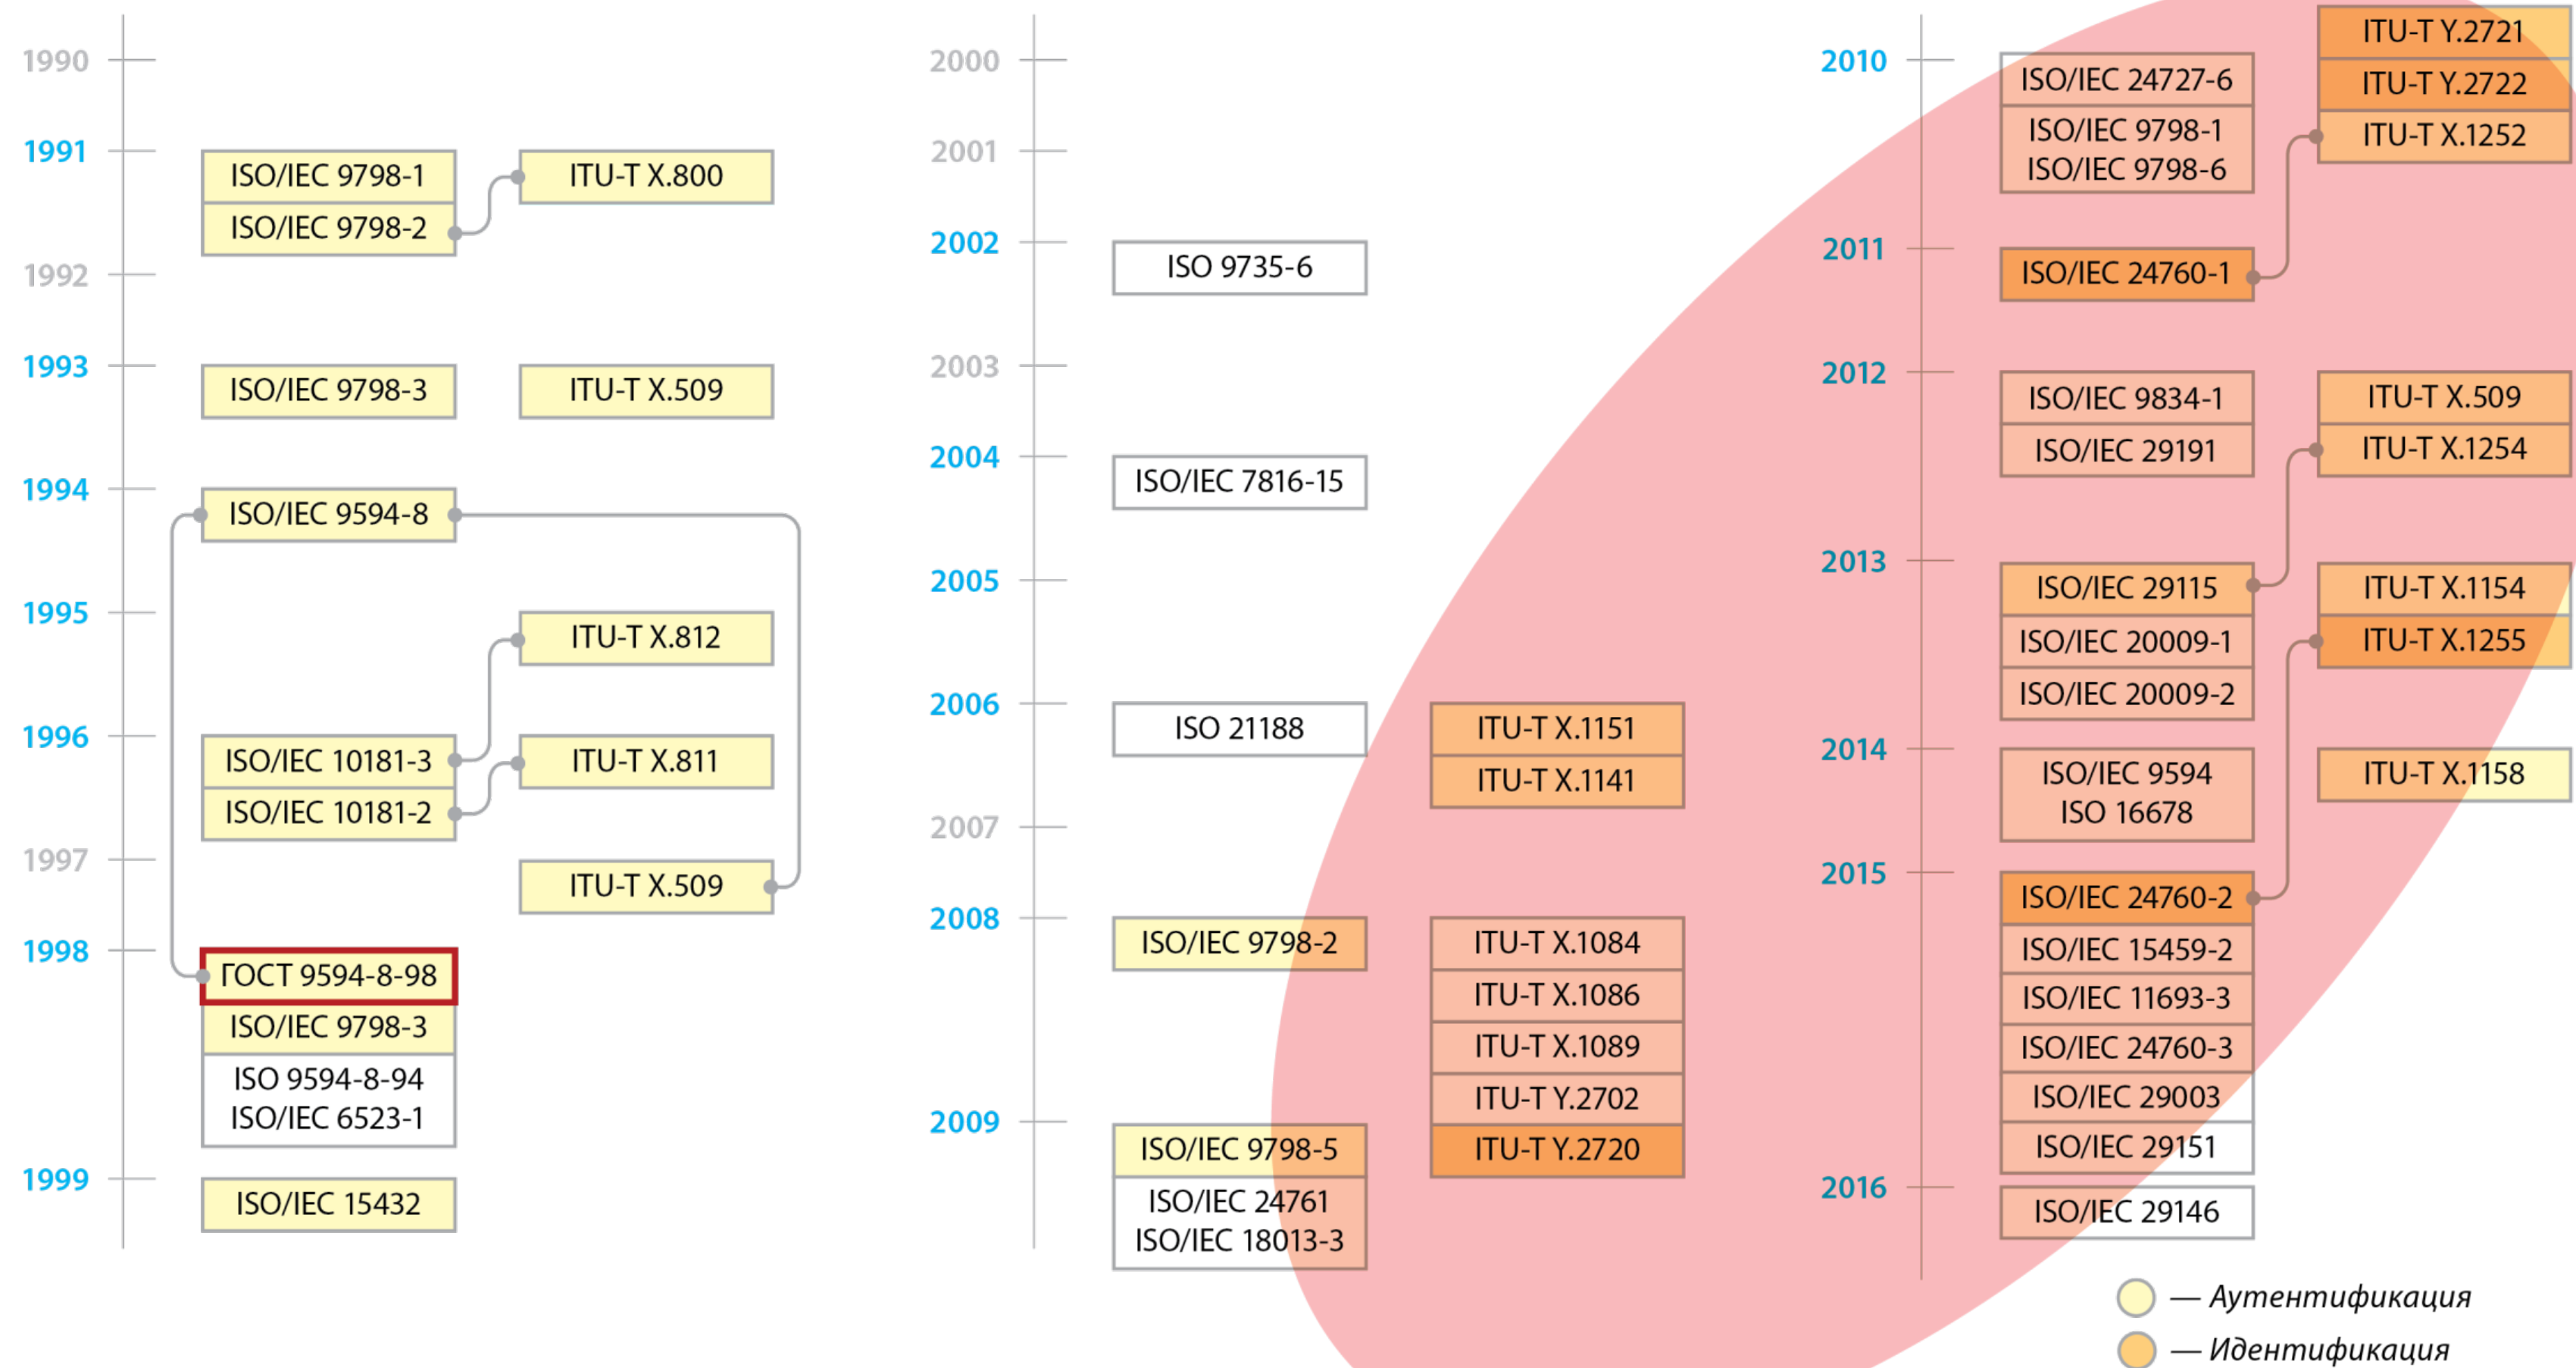 1990
1991
ISO/IEC 9798-1
ITU-T X.800
ISO/IEC 9798-2
1992
1993
ISO/IEC 9798-3
ITU-T X.509
1994
ISO/IEC 9594-8
1995
ITU-T X.812
1996
ISO/IEC 10181-3
ITU-T X.811
ISO/IEC 10181-2
1997
ITU-T X.509
1998
ГОСТ 9594-8-98
ISO/IEC 9798-3
ISO 9594-8-94
ISO/IEC 6523-1
1999
ISO/IEC 15432
2000
2001
2002
ISO 9735-6
2003
2004
ISO/IEC 7816-15
2005
2006
ISO 21188
ITU-T X.1151
ITU-T X.1141
2007
2008
ISO/IEC 9798-2
ITU-T X.1084
ITU-T X.1086
ITU-T X.1089
ITU-T Y.2702
2009
ISO/IEC 9798-5
ITU-T Y.2720
ISO/IEC 24761
ISO/IEC 18013-3
2010
ITU-T Y.2721
ISO/IEC 24727-6
ITU-T Y.2722
ISO/IEC 9798-1
ITU-T X.1252
ISO/IEC 9798-6
2011
ISO/IEC 24760-1
2012
ISO/IEC 9834-1
ITU-T X.509
ISO/IEC 29191
ITU-T X.1254
2013
ISO/IEC 29115
ITU-T X.1154
ISO/IEC 20009-1
ITU-T X.1255
ISO/IEC 20009-2
2014
ISO/IEC 9594
ITU-T X.1158
ISO 16678
2015
ISO/IEC 24760-2
ISO/IEC 15459-2
ISO/IEC 11693-3
ISO/IEC 24760-3
ISO/IEC 29003
ISO/IEC 29151
2016
ISO/IEC 29146
— Аутентификация
— Идентификация